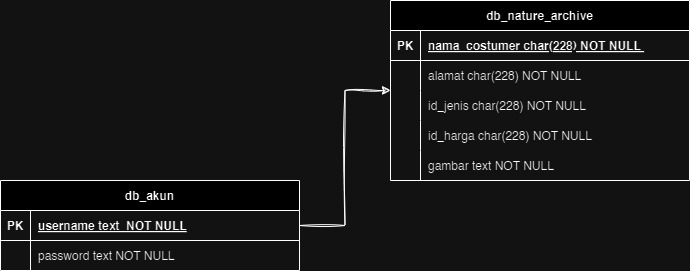 db_nature_archive
PK nama_costumer char(228) NOT NULL
alamat char(228) NOT NULL
id_jenis char(228) NOT NULL
id_harga char(228) NOT NULL
gambar text NOT NULL
db_akun
PK username text NOT NULL
password text NOT NULL